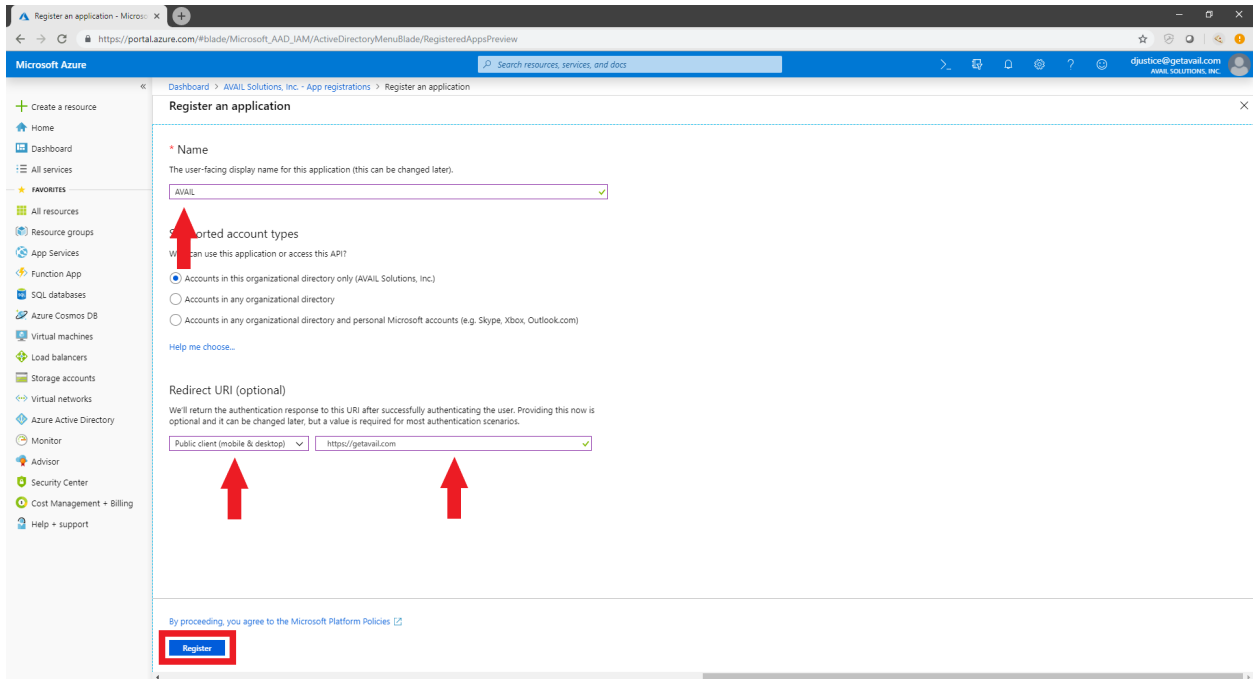 Register an application - Microso
https://portal.azure.com/#blade/Microsoft_AAD_IAM/ActiveDirectoryMenuBlade/RegisteredAppsPreview
Microsoft Azure
Search resources, services, and docs
djustice@getavail.com
AVAIL SOLUTIONS, INC.
Create a resource
Home
Dashboard
All services
FAVORITES
All resources
Resource groups
App Services
Function App
SQL databases
Azure Cosmos DB
Virtual machines
Load balancers
Storage accounts
Virtual networks
Azure Active Directory
Monitor
Advisor
Security Center
Cost Management + Billing
Help + support
Dashboard > AVAIL Solutions, Inc. - App registrations > Register an application
Register an application
* Name
The user-facing display name for this application (this can be changed later).
AVAIL
orted account types
can use this application or access this API?
Accounts in this organizational directory only (AVAIL Solutions, Inc.)
Accounts in any organizational directory
Accounts in any organizational directory and personal Microsoft accounts (e.g. Skype, Xbox, Outlook.com)
Help me choose...
Redirect URI (optional)
We'll return the authentication response to this URI after successfully authenticating the user. Providing this now is
optional and it can be changed later, but a value is required for most authentication scenarios.
Public client (mobile & desktop)
https://getavail.com
By proceeding, you agree to the Microsoft Platform Policies
Register